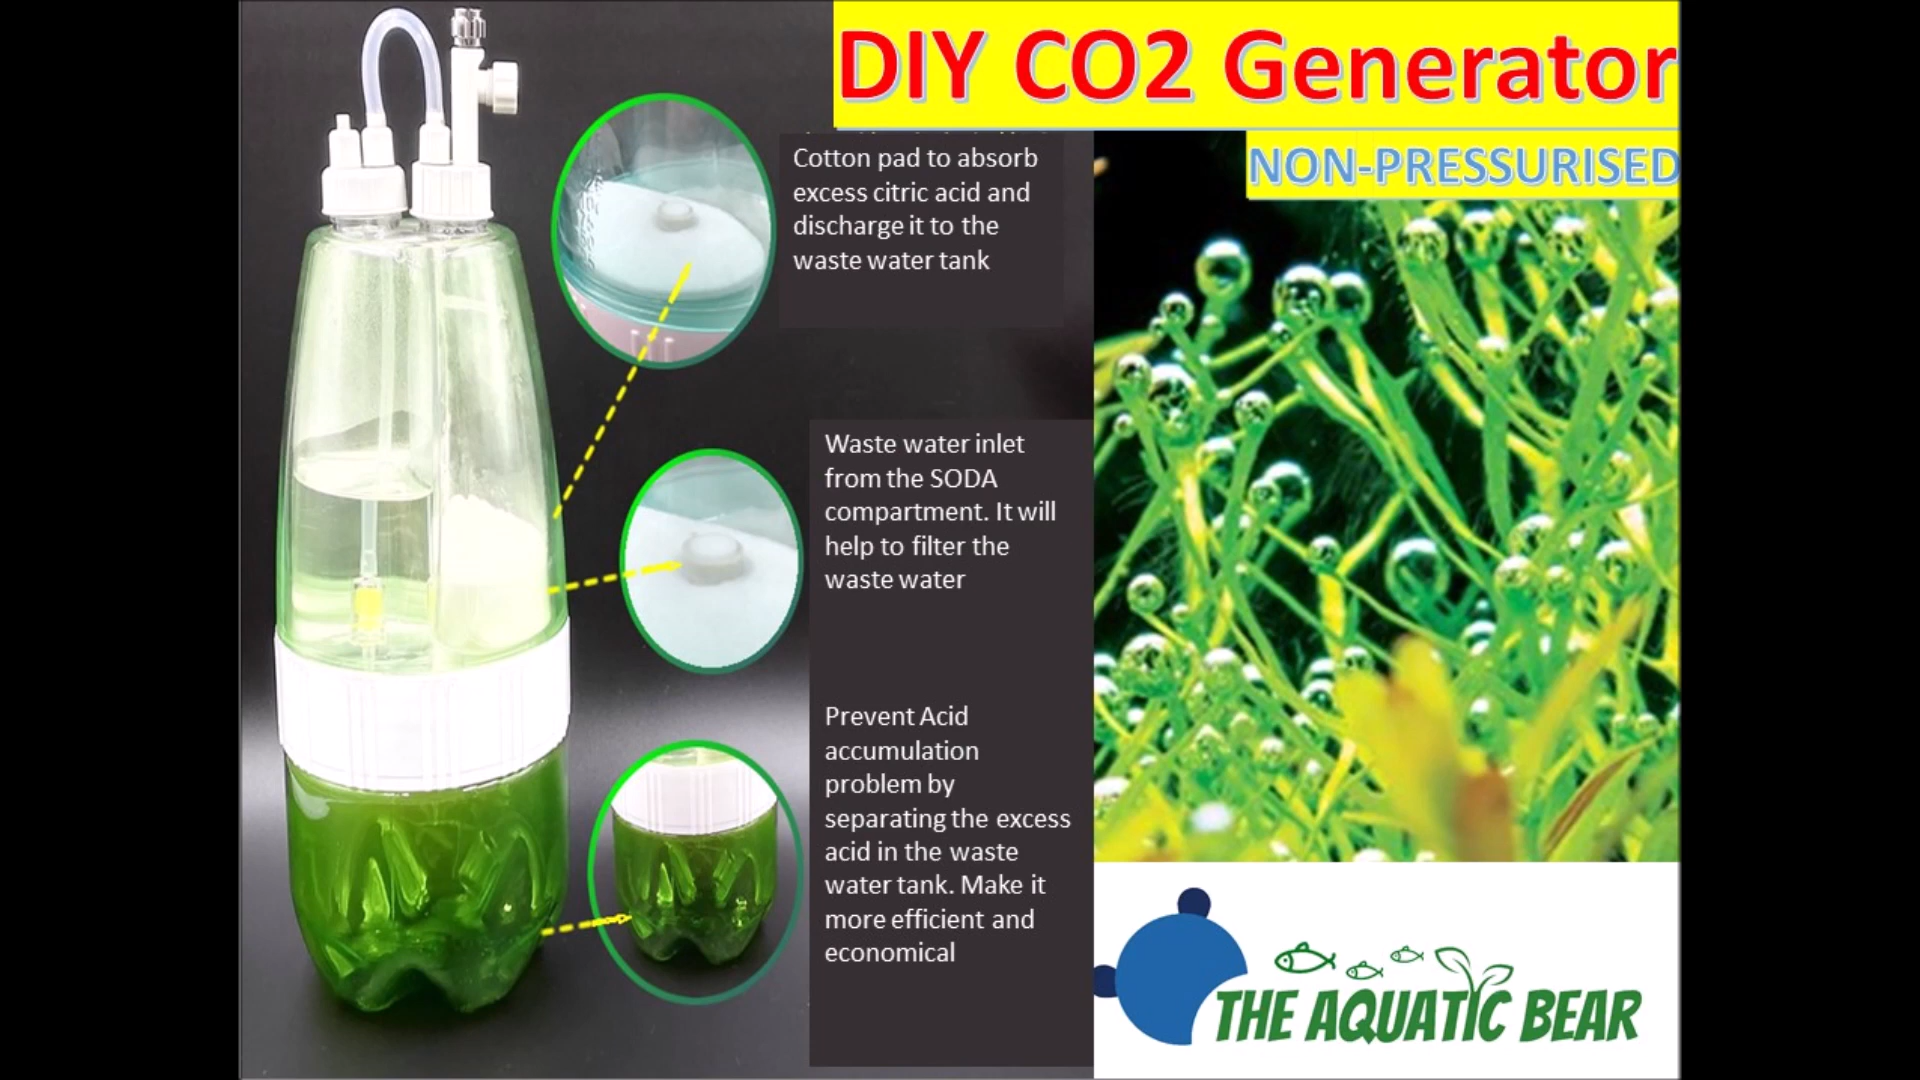 DIY CO2 Generator
NON-PRESSURISED
Cotton pad to absorb
excess citric acid and
discharge it to the
waste water tank
Waste water inlet
from the SODA
compartment. It will
help to filter the
waste water
Prevent Acid
accumulation
problem by
separating the excess
acid in the waste
water tank. Make it
more efficient and
economical
THE AQUATIC BEAR